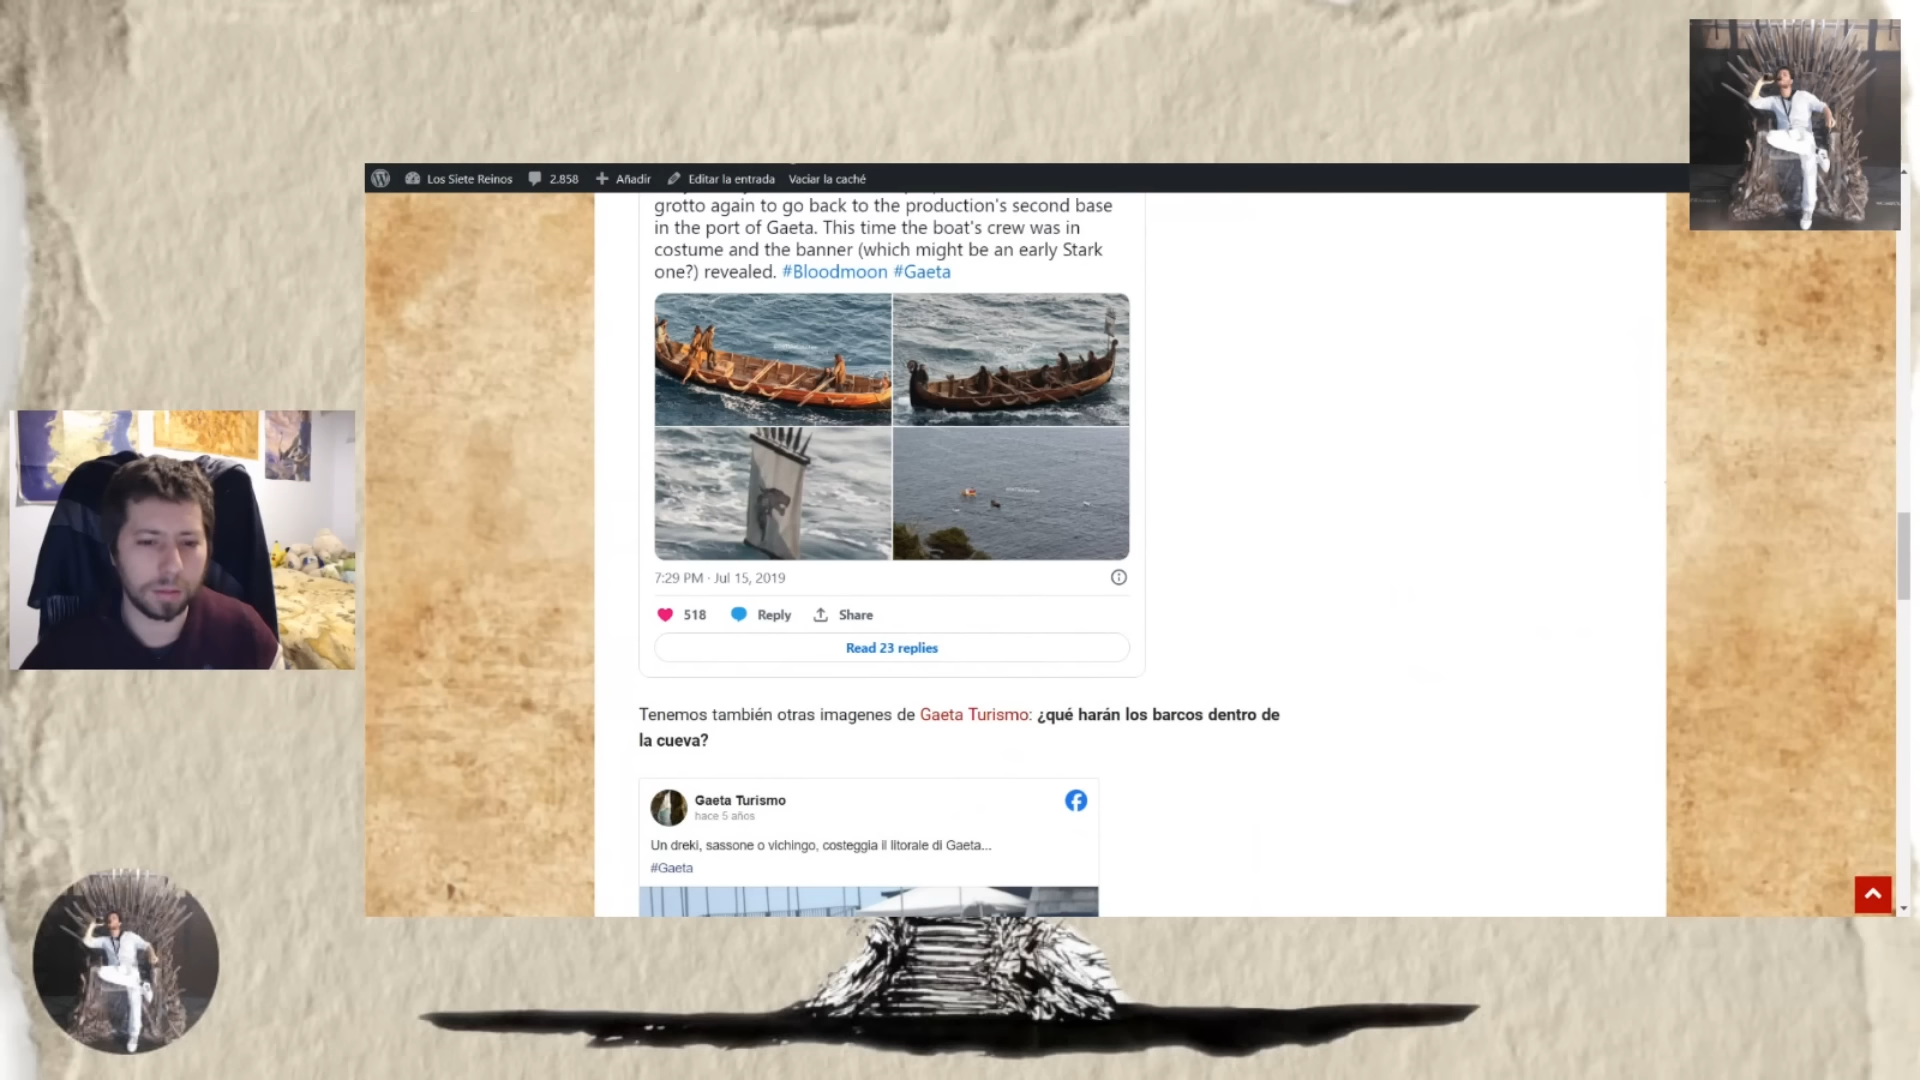 Los Siete Reinos 2.858 Añadir Editar la entrada Vaciar la caché
grotto again to go back to the production's second base
in the port of Gaeta. This time the boat's crew was in
costume and the banner (which might be an early Stark
one?) revealed. #Bloodmoon #Gaeta
7:29 PM · Jul 15, 2019
518 Reply Share
Read 23 replies
Tenemos también otras imagenes de Gaeta Turismo: ¿qué harán los barcos dentro de
la cueva?
Gaeta Turismo
hace 5 años
Un dreki, sassone o vichingo, costeggia il litorale di Gaeta...
#Gaeta